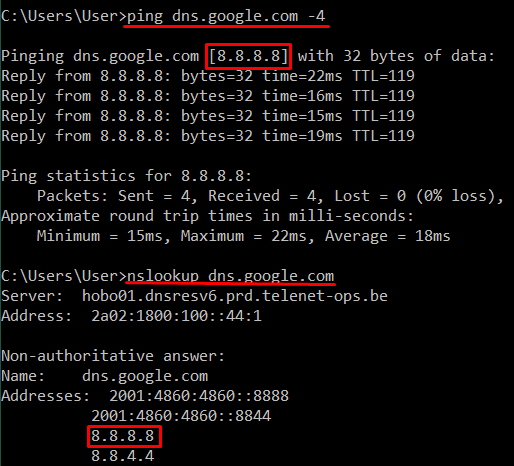 C:\Users\User>ping dns.google.com -4
Pinging dns.google.com [8.8.8.8] with 32 bytes of data:
Reply from 8.8.8.8: bytes=32 time=22ms TTL=119
Reply from 8.8.8.8: bytes=32 time=16ms TTL=119
Reply from 8.8.8.8: bytes=32 time=15ms TTL=119
Reply from 8.8.8.8: bytes=32 time=19ms TTL=119
Ping statistics for 8.8.8.8:
    Packets: Sent = 4, Received = 4, Lost = 0 (0% loss),
Approximate round trip times in milli-seconds:
    Minimum = 15ms, Maximum = 22ms, Average = 18ms
C:\Users\User>nslookup dns.google.com
Server:  hobo01.dnsresv6.prd.telenet-ops.be
Address:  2a02:1800:100::44:1
Non-authoritative answer:
Name:    dns.google.com
Addresses:  2001:4860:4860::8888
          2001:4860:4860::8844
          8.8.8.8
          8.8.4.4